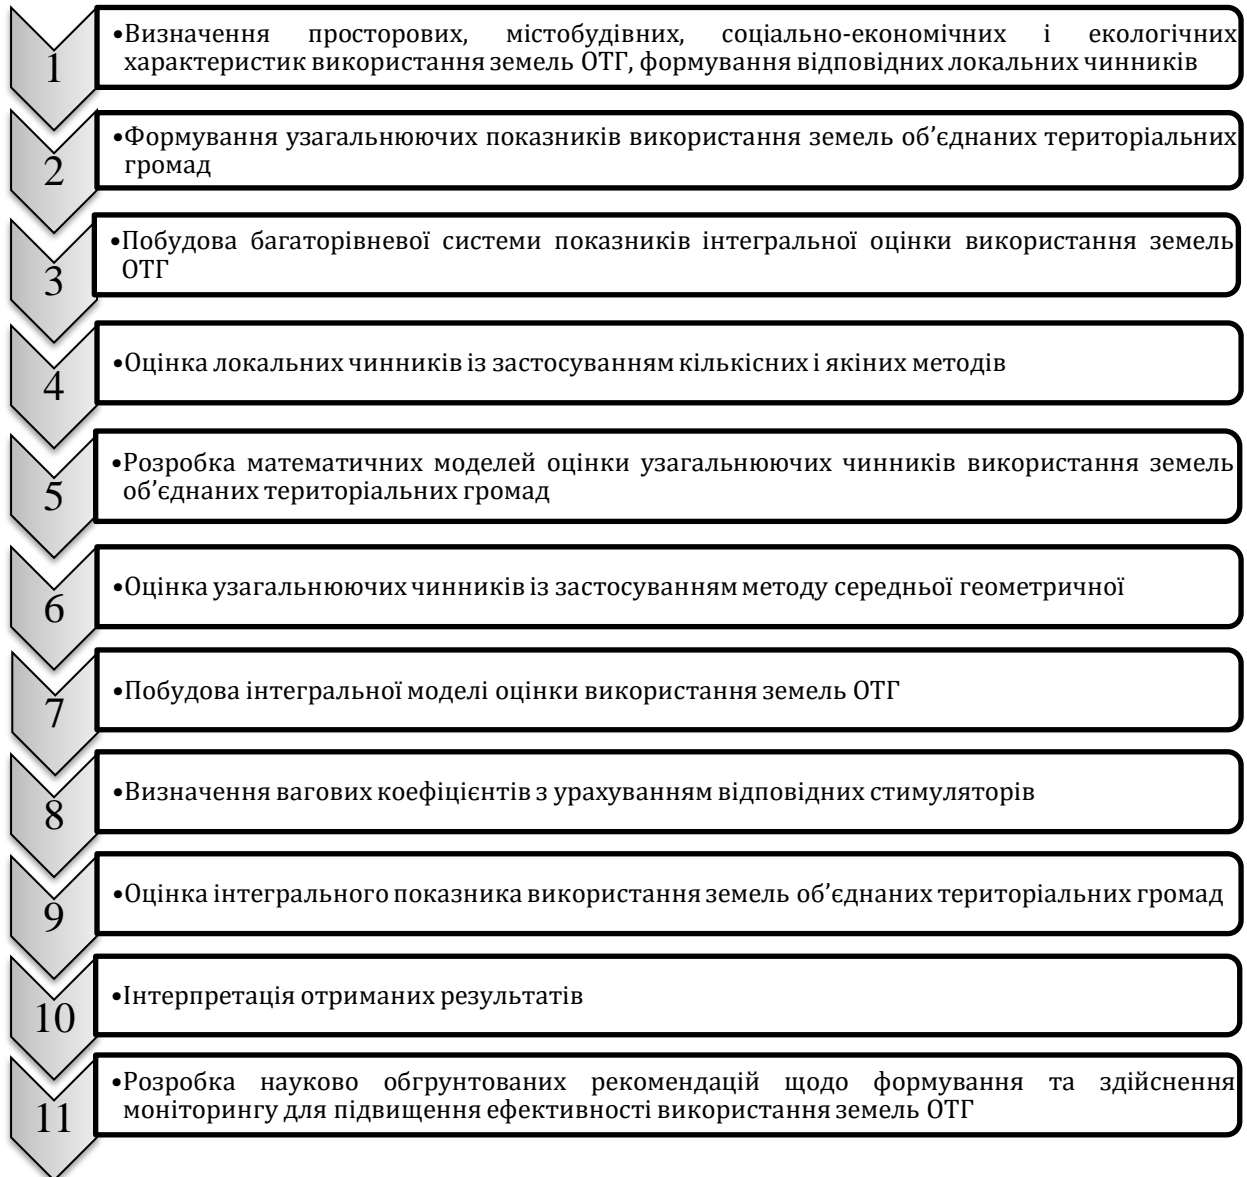 1
•Визначення просторових, містобудівних, соціально-економічних і екологічних
характеристик використання земель ОТГ, формування відповідних локальних чинників
2
•Формування узагальнюючих показників використання земель об’єднаних територіальних
громад
3
•Побудова багаторівневої системи показників інтегральної оцінки використання земель
ОТГ
4
•Оцінка локальних чинників із застосуванням кількісних і якіних методів
5
•Розробка математичних моделей оцінки узагальнюючих чинників використання земель
об’єднаних територіальних громад
6
•Оцінка узагальнюючих чинників із застосуванням методу середньої геометричної
7
•Побудова інтегральної моделі оцінки використання земель ОТГ
8
•Визначення вагових коефіцієнтів з урахуванням відповідних стимуляторів
9
•Оцінка інтегрального показника використання земель об’єднаних територіальних громад
10
•Інтерпретація отриманих результатів
11
•Розробка науково обгрунтованих рекомендацій щодо формування та здійснення
моніторингу для підвищення ефективності використання земель ОТГ